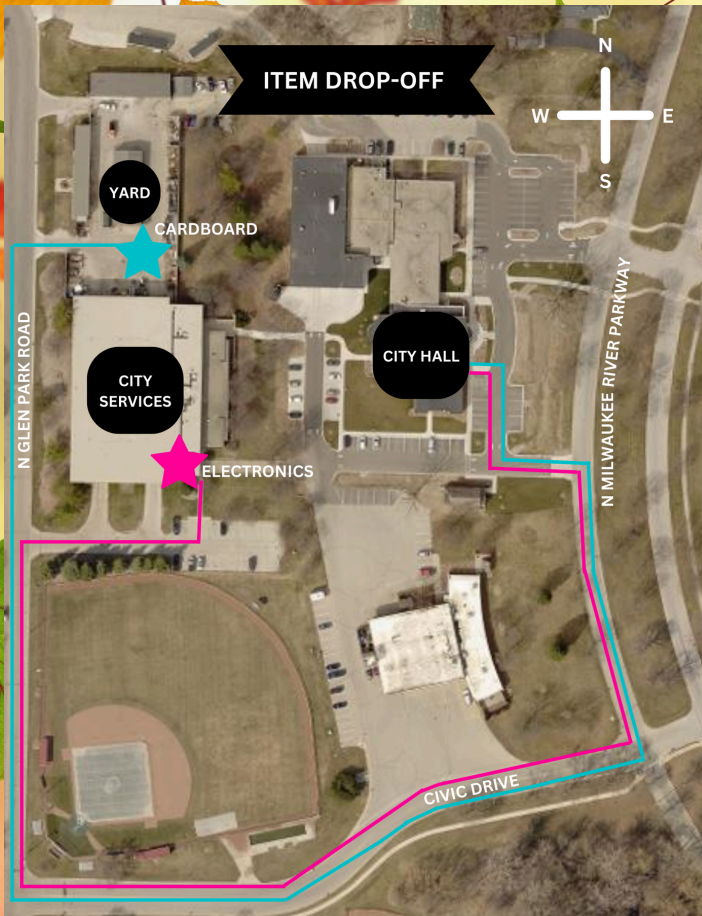 ITEM DROP-OFF
N
W
E
S
YARD
CARDBOARD
N GLEN PARK ROAD
CITY
SERVICES
CITY HALL
N MILWAUKEE RIVER PARKWAY
ELECTRONICS
CIVIC DRIVE